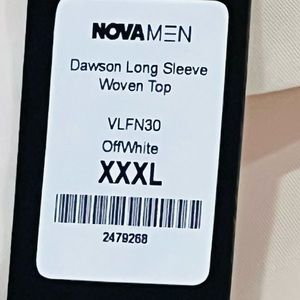 NOVAMEN
Dawson Long Sleeve
Woven Top
VLFN30
OffWhite
XXXL
2479268